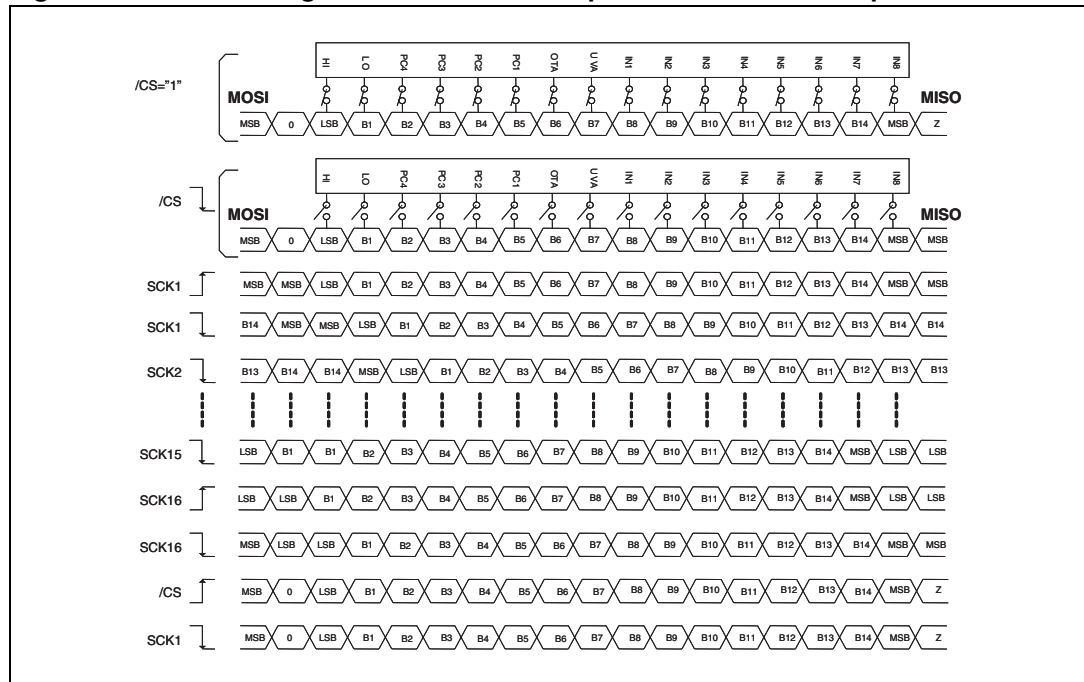 HI LO PC4 PC3 PC2 PC1 OTA UVA IN1 IN2 IN3 IN4 IN5 IN6 IN7 IN8
/CS="1"
MOSI MISO
MSB 0 LSB B1 B2 B3 B4 B5 B6 B7 B8 B9 B10 B11 B12 B13 B14 MSB Z
HI LO PC4 PC3 PC2 PC1 OTA UVA IN1 IN2 IN3 IN4 IN5 IN6 IN7 IN8
/CS
MOSI MISO
MSB 0 LSB B1 B2 B3 B4 B5 B6 B7 B8 B9 B10 B11 B12 B13 B14 MSB MSB
SCK1 MSB MSB LSB B1 B2 B3 B4 B5 B6 B7 B8 B9 B10 B11 B12 B13 B14 MSB MSB
SCK1 B14 MSB MSB LSB B1 B2 B3 B4 B5 B6 B7 B8 B9 B10 B11 B12 B13 B14 B14
SCK2 B13 B14 B14 MSB LSB B1 B2 B3 B4 B5 B6 B7 B8 B9 B10 B11 B12 B13 B13
SCK15 LSB B1 B1 B2 B3 B4 B5 B6 B7 B8 B9 B10 B11 B12 B13 B14 MSB LSB LSB
SCK16 LSB LSB B1 B2 B3 B4 B5 B6 B7 B8 B9 B10 B11 B12 B13 B14 MSB LSB LSB
SCK16 MSB LSB LSB B1 B2 B3 B4 B5 B6 B7 B8 B9 B10 B11 B12 B13 B14 MSB MSB
/CS MSB 0 LSB B1 B2 B3 B4 B5 B6 B7 B8 B9 B10 B11 B12 B13 B14 MSB Z
SCK1 MSB 0 LSB B1 B2 B3 B4 B5 B6 B7 B8 B9 B10 B11 B12 B13 B14 MSB Z